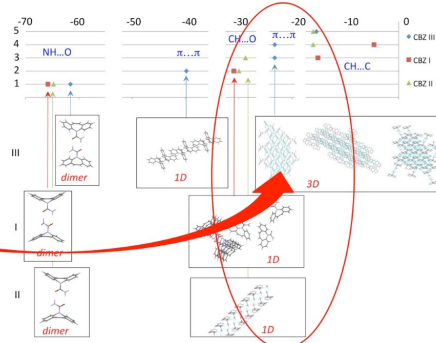 -70 -60 -50 -40 -30 -20 -10 0
5
4
3
2
1
NH…O
CH…O
π…π
π…π
CH…C
CBZ III
CBZ I
CBZ II
III
dimer
1D
3D
I
dimer
1D
II
dimer
1D